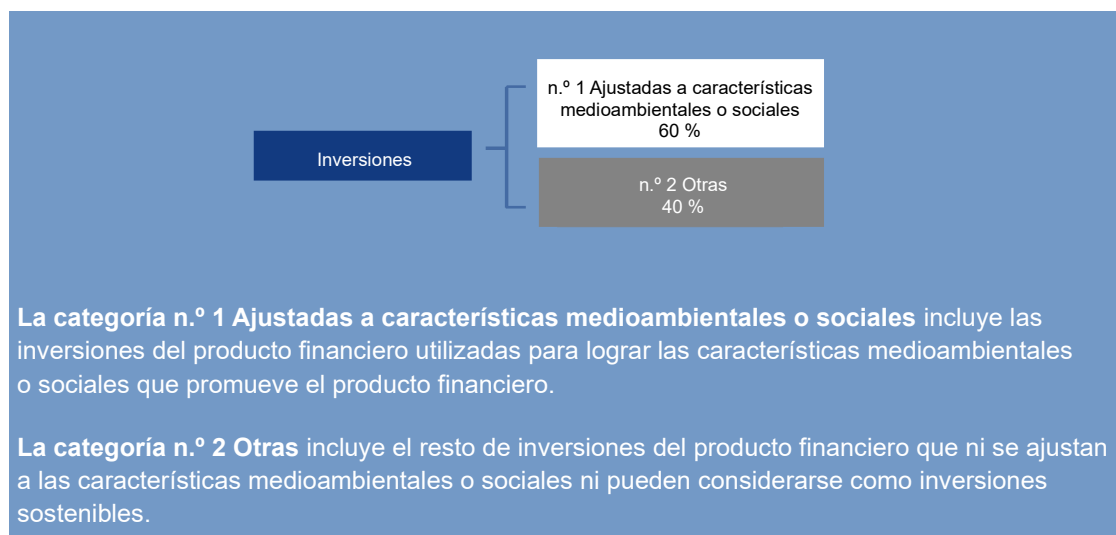 n.º 1 Ajustadas a características
medioambientales o sociales
60 %
Inversiones
n.º 2 Otras
40 %
La categoría n.º 1 Ajustadas a características medioambientales o sociales incluye las
inversiones del producto financiero utilizadas para lograr las características medioambientales
o sociales que promueve el producto financiero.
La categoría n.º 2 Otras incluye el resto de inversiones del producto financiero que ni se ajustan
a las características medioambientales o sociales ni pueden considerarse como inversiones
sostenibles.